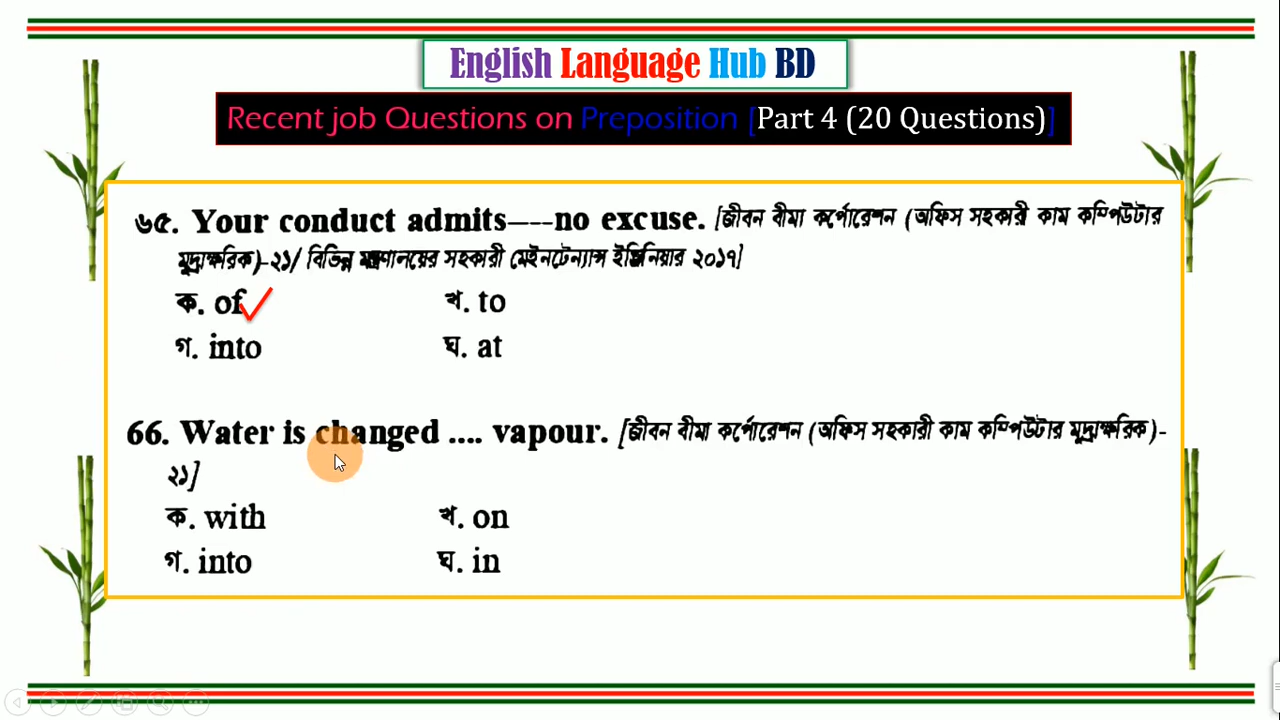 English Language Hub BD
Recent job Questions on Preposition [Part 4 (20 Questions)]
৬৫. Your conduct admits----no excuse. [জীবন বীমা কর্পোরেশন (অফিস সহকারী কাম কম্পিউটার
মুদ্রাক্ষরিক)-২১/ বিভিন্ন মন্ত্রণালয়ের সহকারী মেইনটেন্যান্স ইঞ্জিনিয়ার ২০১৭]
ক. of খ. to
গ. into ঘ. at
66. Water is changed .... vapour. [জীবন বীমা কর্পোরেশন (অফিস সহকারী কাম কম্পিউটার মুদ্রাক্ষরিক)-
২১]
ক. with খ. on
গ. into ঘ. in